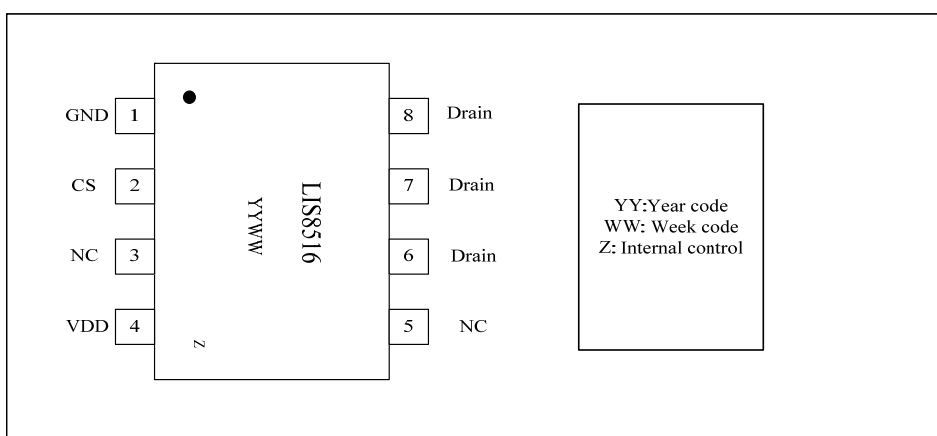 GND 1 8 Drain
CS 2 7 Drain
NC 3 6 Drain
VDD 4 5 NC
LIS8516
YYWW
Z
YY:Year code
WW: Week code
Z: Internal control